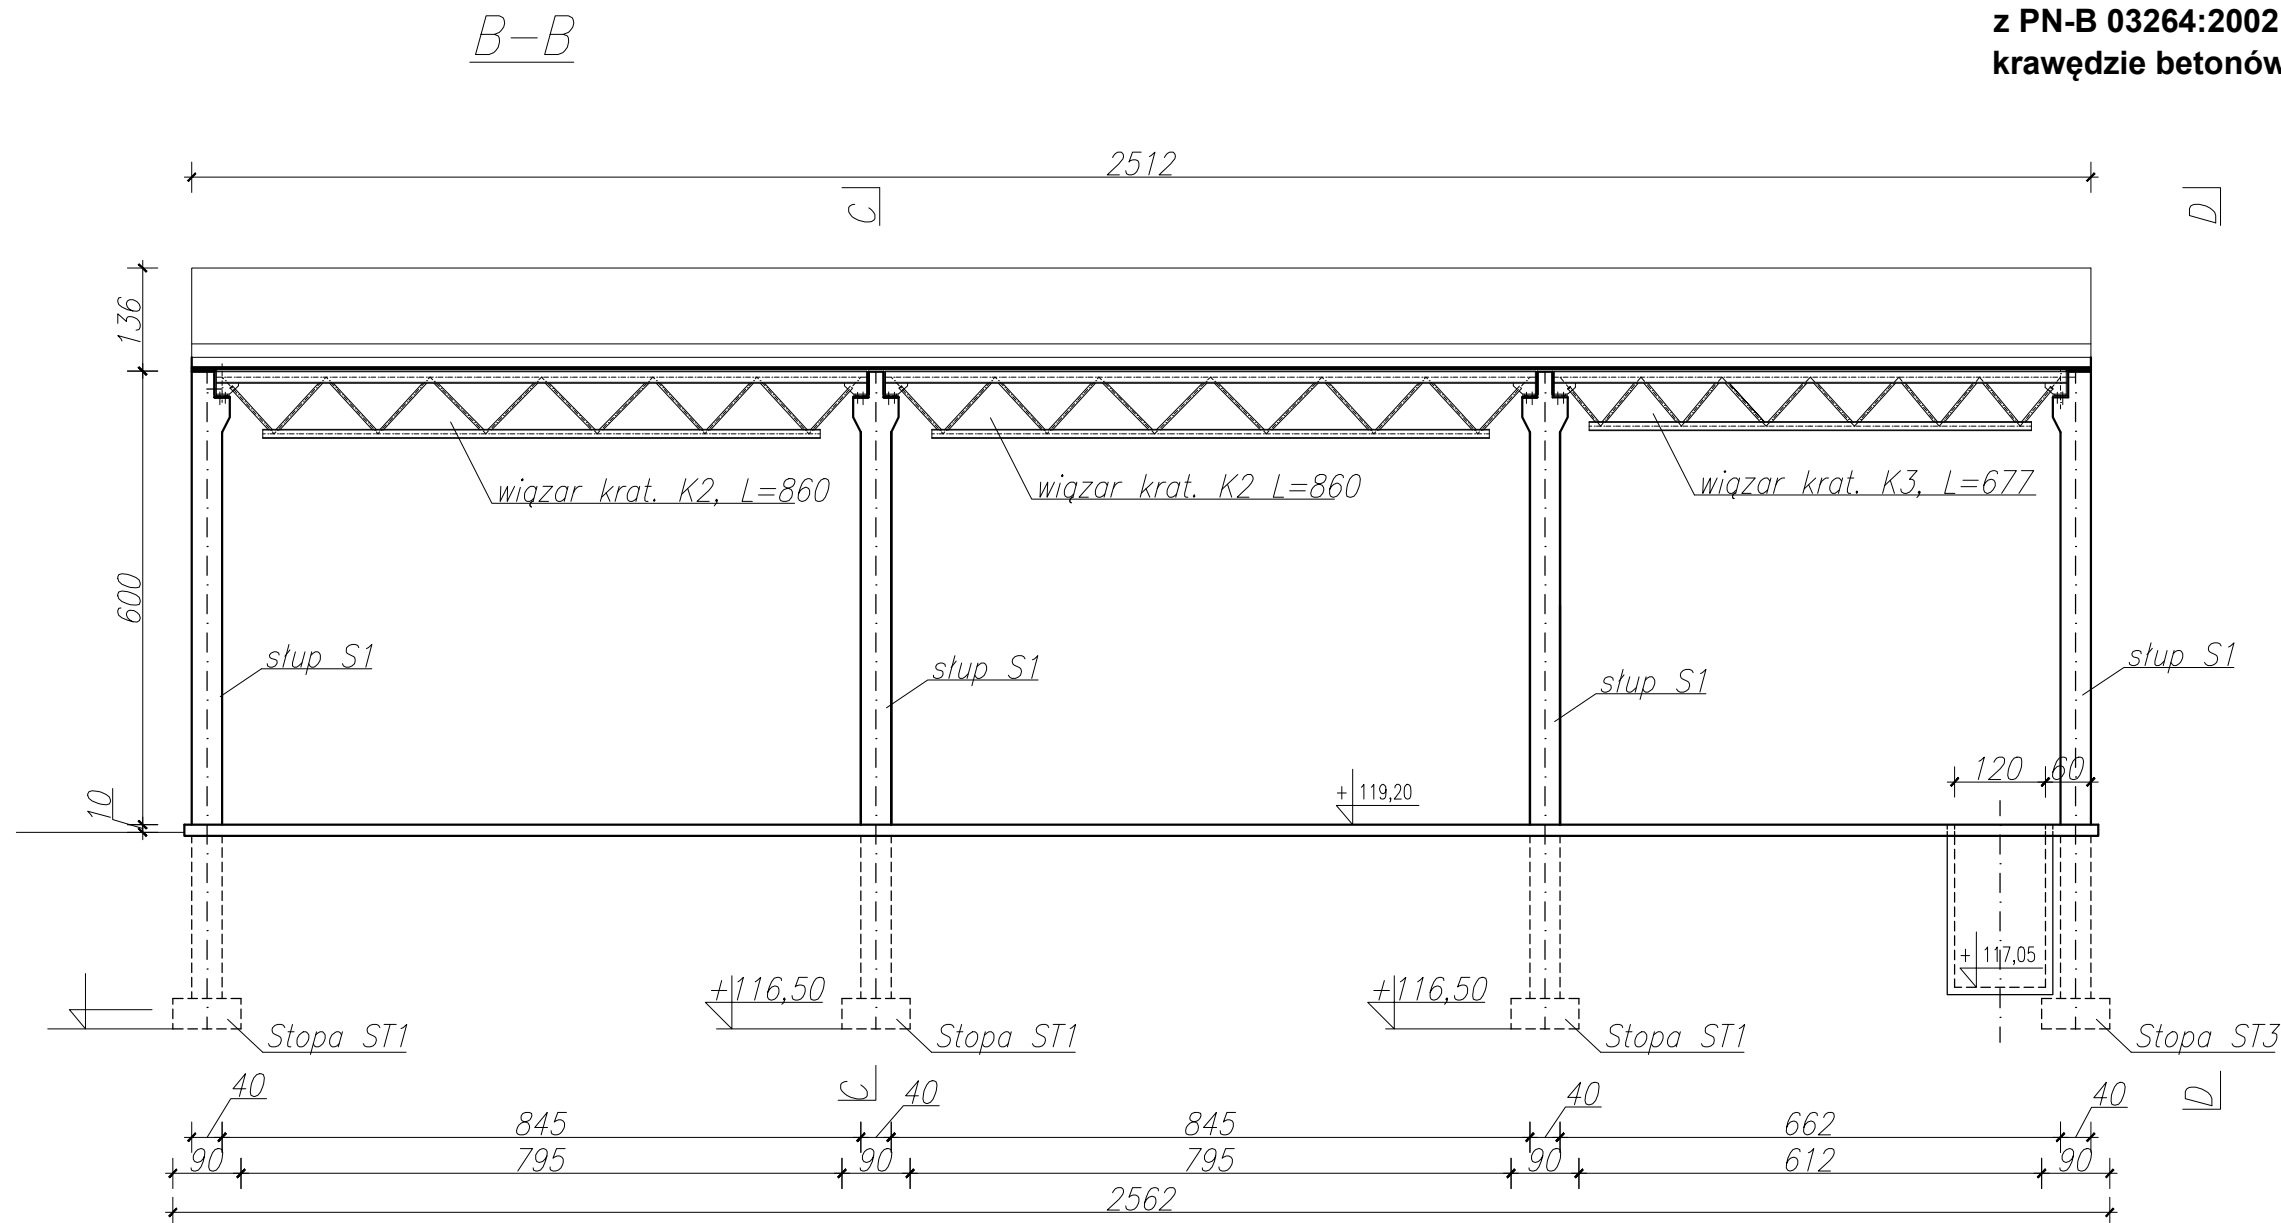 B-B
z PN-B 03264:2002
krawędzie betonów
2512
C
D
136
wiązar krat. K2, L=860
wiązar krat. K2 L=860
wiązar krat. K3, L=677
600
słup S1
słup S1
słup S1
słup S1
120
60
10
+ 119,20
+ 117,05
+116,50
+116,50
Stopa ST1
Stopa ST1
Stopa ST1
Stopa ST3
C
D
40
40
40
40
845
845
662
90
795
90
795
90
612
90
2562